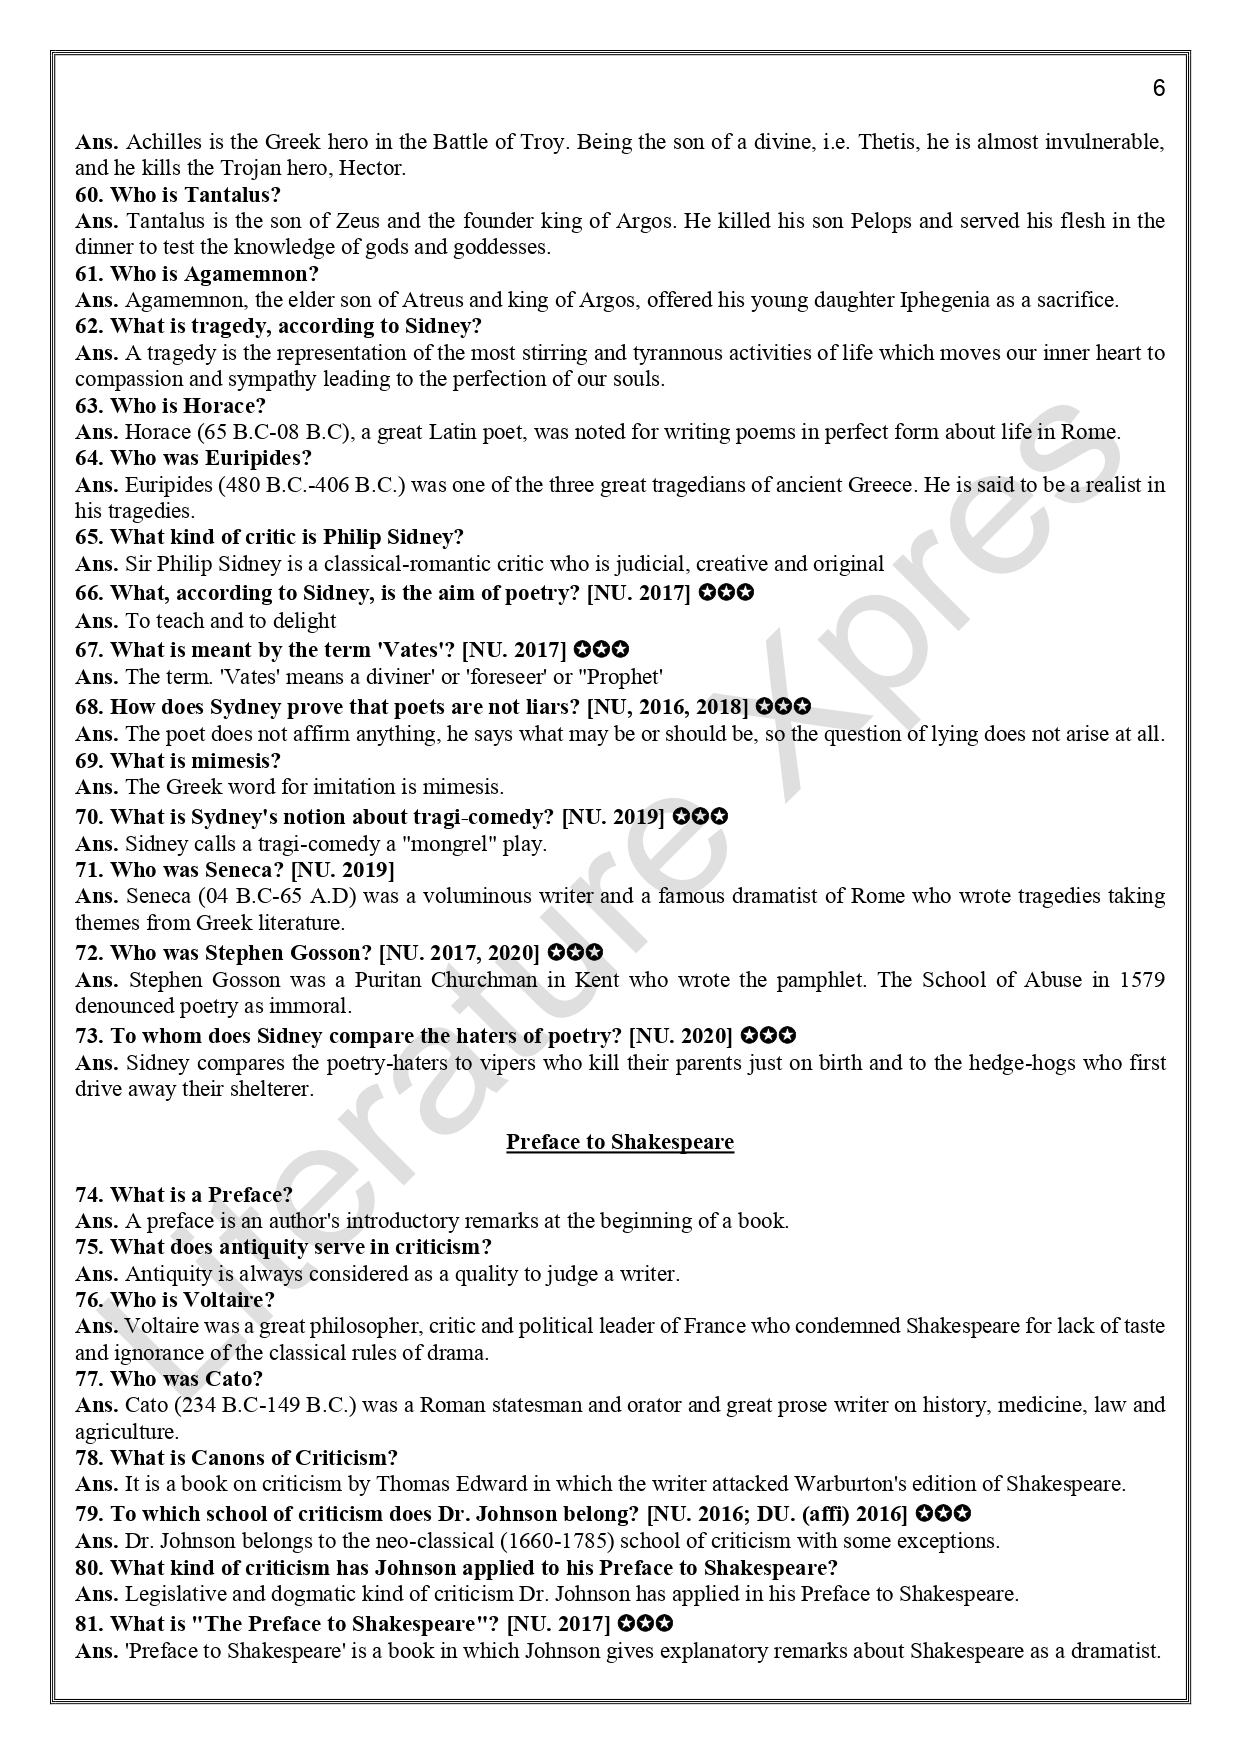 6
Ans. Achilles is the Greek hero in the Battle of Troy. Being the son of a divine, i.e. Thetis, he is almost invulnerable,
and he kills the Trojan hero, Hector.
60. Who is Tantalus?
Ans. Tantalus is the son of Zeus and the founder king of Argos. He killed his son Pelops and served his flesh in the
dinner to test the knowledge of gods and goddesses.
61. Who is Agamemnon?
Ans. Agamemnon, the elder son of Atreus and king of Argos, offered his young daughter Iphegenia as a sacrifice.
62. What is tragedy, according to Sidney?
Ans. A tragedy is the representation of the most stirring and tyrannous activities of life which moves our inner heart to
compassion and sympathy leading to the perfection of our souls.
63. Who is Horace?
Ans. Horace (65 B.C-08 B.C), a great Latin poet, was noted for writing poems in perfect form about life in Rome.
64. Who was Euripides?
Ans. Euripides (480 B.C.-406 B.C.) was one of the three great tragedians of ancient Greece. He is said to be a realist in
his tragedies.
65. What kind of critic is Philip Sidney?
Ans. Sir Philip Sidney is a classical-romantic critic who is judicial, creative and original
66. What, according to Sidney, is the aim of poetry? [NU. 2017] ✪✪✪
Ans. To teach and to delight
67. What is meant by the term 'Vates'? [NU. 2017] ✪✪✪
Ans. The term. 'Vates' means a diviner' or 'foreseer' or "Prophet'
68. How does Sydney prove that poets are not liars? [NU, 2016, 2018] ✪✪✪
Ans. The poet does not affirm anything, he says what may be or should be, so the question of lying does not arise at all.
69. What is mimesis?
Ans. The Greek word for imitation is mimesis.
70. What is Sydney's notion about tragi-comedy? [NU. 2019] ✪✪✪
Ans. Sidney calls a tragi-comedy a "mongrel" play.
71. Who was Seneca? [NU. 2019]
Ans. Seneca (04 B.C-65 A.D) was a voluminous writer and a famous dramatist of Rome who wrote tragedies taking
themes from Greek literature.
72. Who was Stephen Gosson? [NU. 2017, 2020] ✪✪✪
Ans. Stephen Gosson was a Puritan Churchman in Kent who wrote the pamphlet. The School of Abuse in 1579
denounced poetry as immoral.
73. To whom does Sidney compare the haters of poetry? [NU. 2020] ✪✪✪
Ans. Sidney compares the poetry-haters to vipers who kill their parents just on birth and to the hedge-hogs who first
drive away their shelterer.
Preface to Shakespeare
74. What is a Preface?
Ans. A preface is an author's introductory remarks at the beginning of a book.
75. What does antiquity serve in criticism?
Ans. Antiquity is always considered as a quality to judge a writer.
76. Who is Voltaire?
Ans. Voltaire was a great philosopher, critic and political leader of France who condemned Shakespeare for lack of taste
and ignorance of the classical rules of drama.
77. Who was Cato?
Ans. Cato (234 B.C-149 B.C.) was a Roman statesman and orator and great prose writer on history, medicine, law and
agriculture.
78. What is Canons of Criticism?
Ans. It is a book on criticism by Thomas Edward in which the writer attacked Warburton's edition of Shakespeare.
79. To which school of criticism does Dr. Johnson belong? [NU. 2016; DU. (affi) 2016] ✪✪✪
Ans. Dr. Johnson belongs to the neo-classical (1660-1785) school of criticism with some exceptions.
80. What kind of criticism has Johnson applied to his Preface to Shakespeare?
Ans. Legislative and dogmatic kind of criticism Dr. Johnson has applied in his Preface to Shakespeare.
81. What is "The Preface to Shakespeare"? [NU. 2017] ✪✪✪
Ans. 'Preface to Shakespeare' is a book in which Johnson gives explanatory remarks about Shakespeare as a dramatist.
Literature Xpres